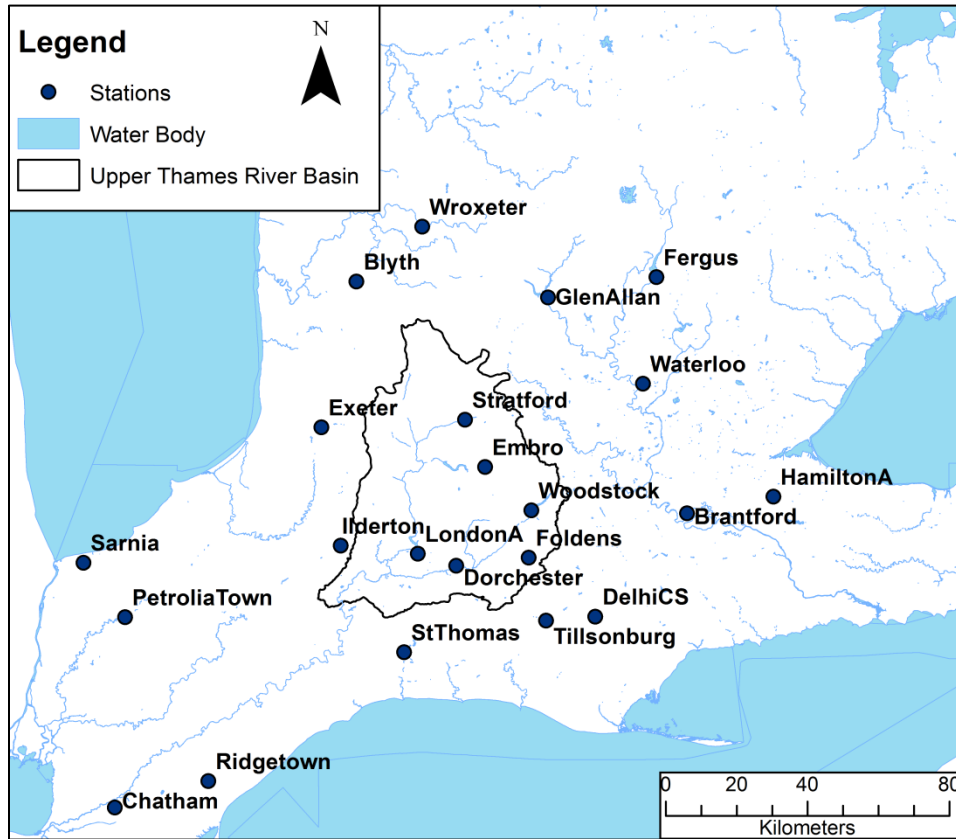 Legend
N
Stations
Water Body
Upper Thames River Basin
Wroxeter
Blyth
Fergus
GlenAllan
Waterloo
Exeter
Stratford
Embro
Woodstock
HamiltonA
Brantford
Ilderton
LondonA
Foldens
Sarnia
Dorchester
PetroliaTown
DelhiCS
StThomas
Tillsonburg
Ridgetown
Chatham
0 20 40 80
Kilometers